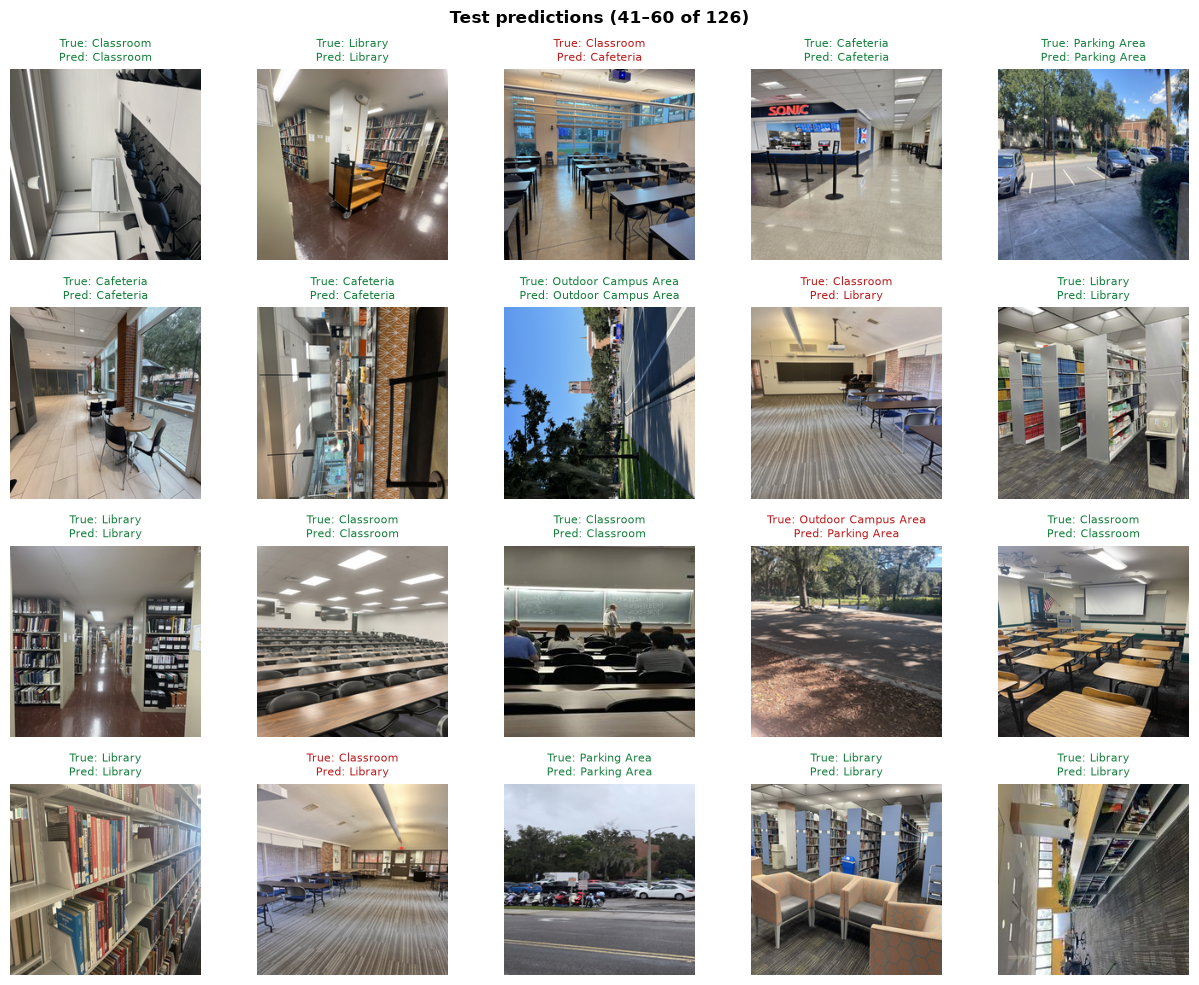 Test predictions (41–60 of 126)
True: Classroom
Pred: Classroom
True: Library
Pred: Library
True: Classroom
Pred: Cafeteria
True: Cafeteria
Pred: Cafeteria
True: Parking Area
Pred: Parking Area
SONIC
True: Cafeteria
Pred: Cafeteria
True: Cafeteria
Pred: Cafeteria
True: Outdoor Campus Area
Pred: Outdoor Campus Area
True: Classroom
Pred: Library
True: Library
Pred: Library
True: Library
Pred: Library
True: Classroom
Pred: Classroom
True: Classroom
Pred: Classroom
True: Outdoor Campus Area
Pred: Parking Area
True: Classroom
Pred: Classroom
True: Library
Pred: Library
True: Classroom
Pred: Library
True: Parking Area
Pred: Parking Area
True: Library
Pred: Library
True: Library
Pred: Library